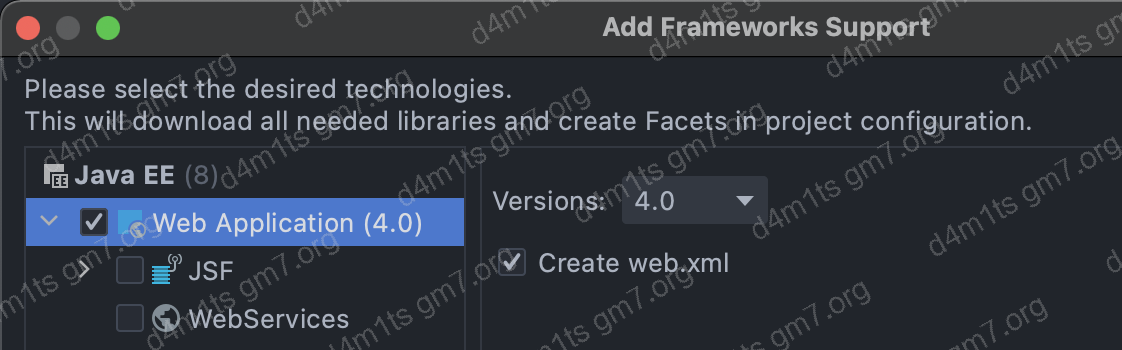 Add Frameworks Support
Please select the desired technologies.
This will download all needed libraries and create Facets in project configuration.
Java EE (8)
Web Application (4.0)
JSF
WebServices
Versions: 4.0
Create web.xml
d4m1ts gm7.org